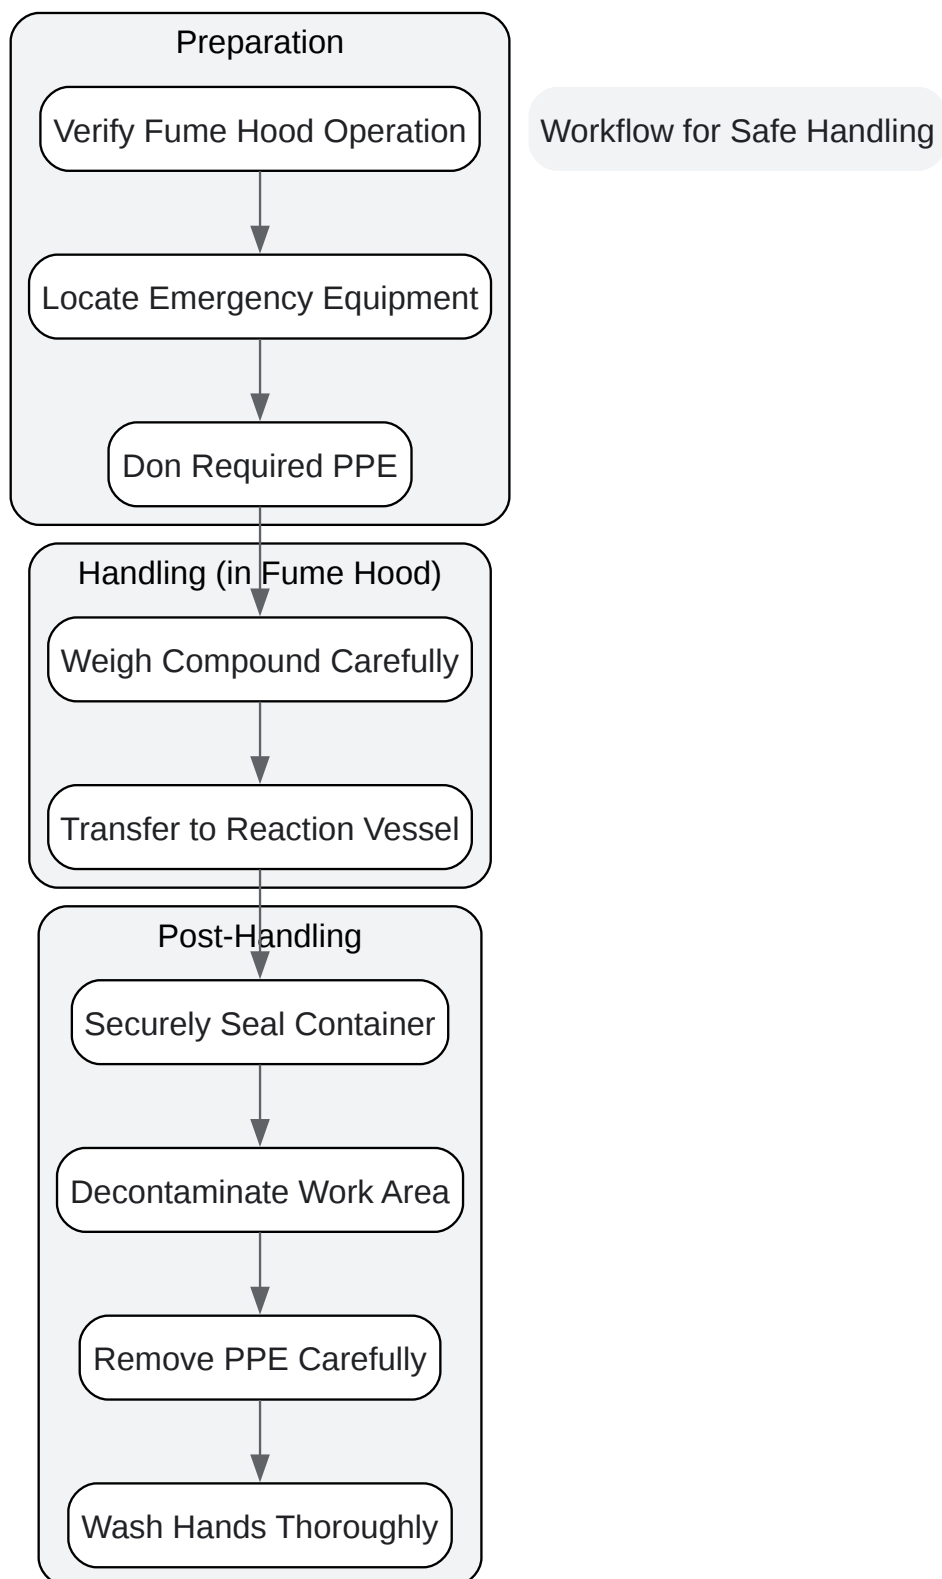 Preparation
Verify Fume Hood Operation
Workflow for Safe Handling
Locate Emergency Equipment
Don Required PPE
Handling (in Fume Hood)
Weigh Compound Carefully
Transfer to Reaction Vessel
Post-Handling
Securely Seal Container
Decontaminate Work Area
Remove PPE Carefully
Wash Hands Thoroughly